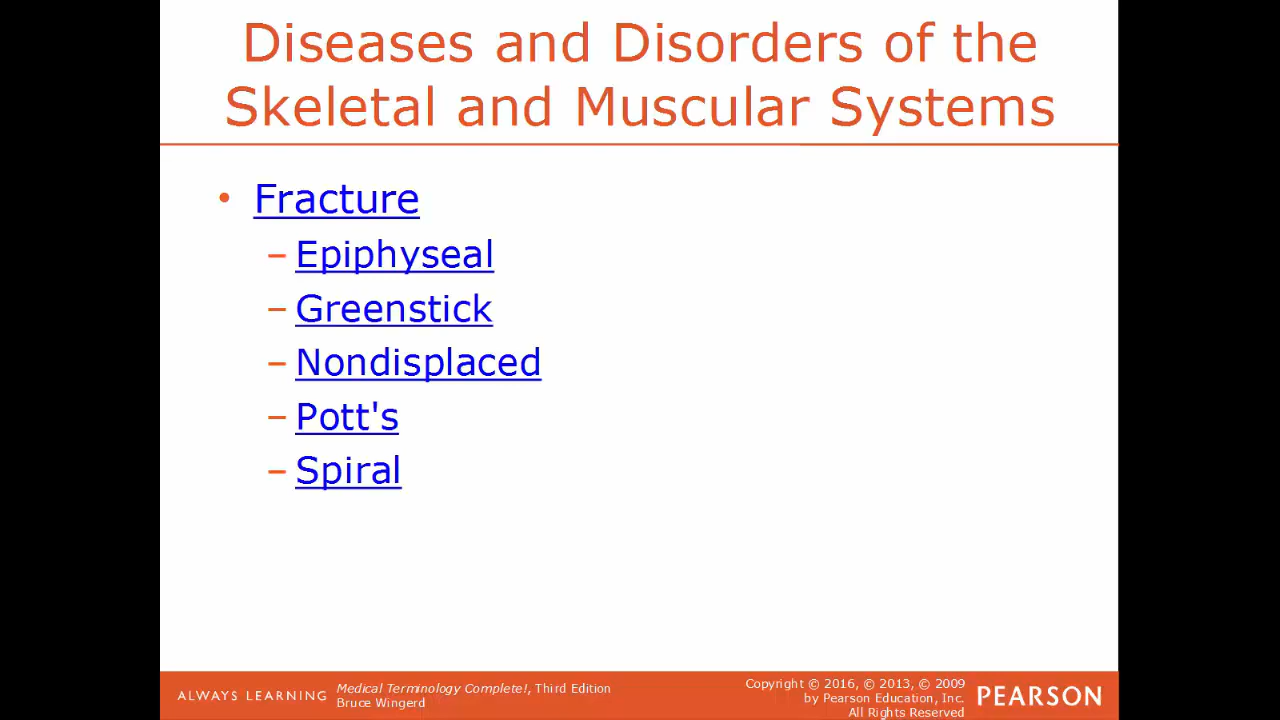 Diseases and Disorders of the
Skeletal and Muscular Systems
• Fracture
– Epiphyseal
– Greenstick
– Nondisplaced
– Pott's
– Spiral
ALWAYS LEARNING
Medical Terminology Complete!, Third Edition
Bruce Wingerd
Copyright © 2016, © 2013, © 2009
by Pearson Education, Inc.
All Rights Reserved
PEARSON